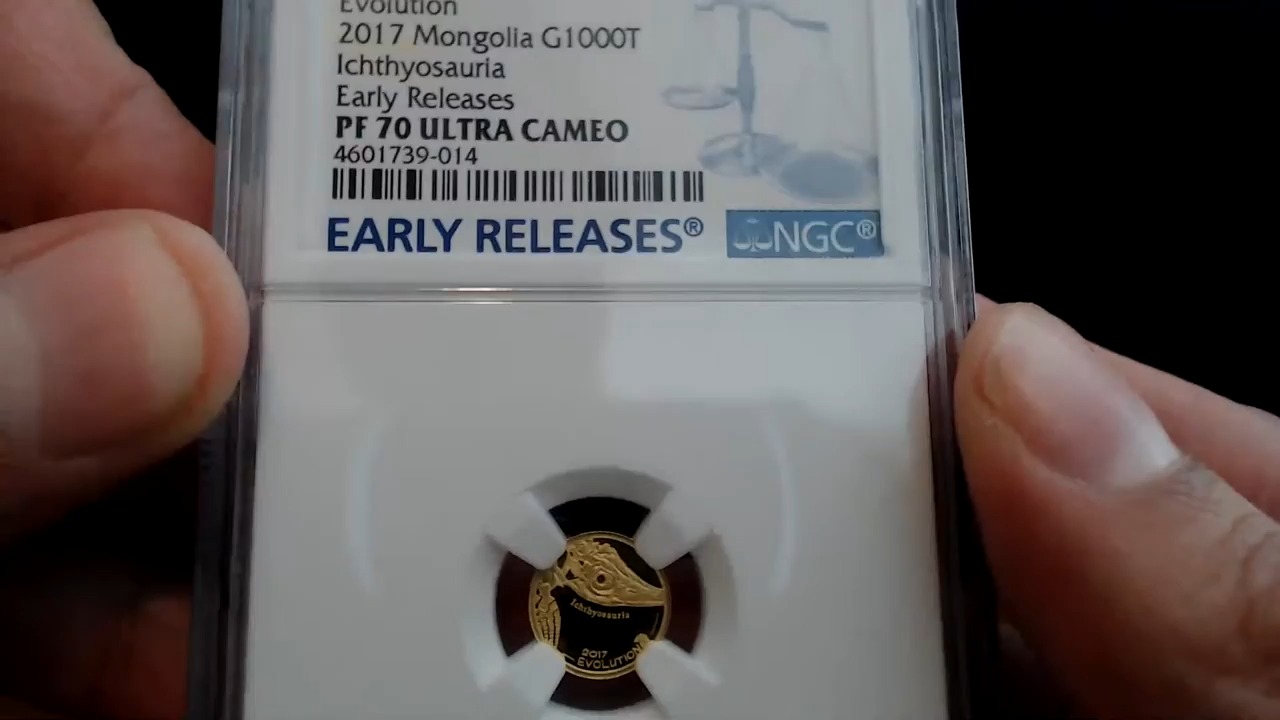 Evolution
2017 Mongolia G1000T
Ichthyosauria
Early Releases
PF 70 ULTRA CAMEO
4601739-014
EARLY RELEASES®
NGC®
Ichthyosauria
2017
EVOLUTION